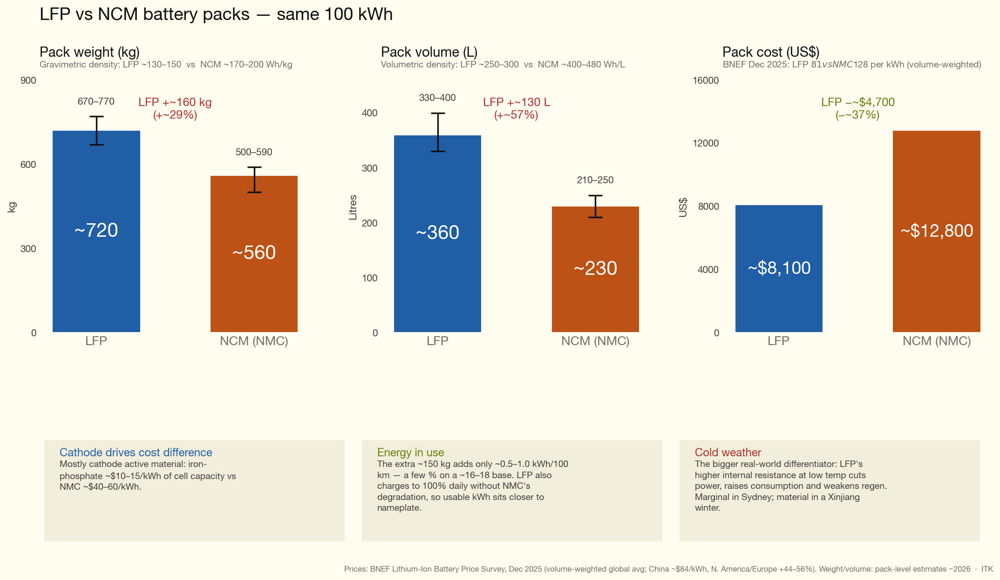 LFP vs NCM battery packs — same 100 kWh
Pack weight (kg)
Gravimetric density: LFP ~130–150 vs NCM ~170–200 Wh/kg
900
600
300
0
kg
670–770
LFP +~160 kg
(+~29%)
500–590
~720
~560
LFP
NCM (NMC)
Pack volume (L)
Volumetric density: LFP ~250–300 vs NCM ~400–480 Wh/L
400
300
200
100
0
Litres
330–400
LFP +~130 L
(+~57%)
210–250
~360
~230
LFP
NCM (NMC)
Pack cost (US$)
BNEF Dec 2025: LFP 81vsNMC128 per kWh (volume-weighted)
16000
12000
8000
4000
0
US$
LFP −~$4,700
(−~37%)
~$8,100
~$12,800
LFP
NCM (NMC)
Cathode drives cost difference
Mostly cathode active material: iron-
phosphate ~$10–15/kWh of cell capacity vs
NMC ~$40–60/kWh.
Energy in use
The extra ~150 kg adds only ~0.5–1.0 kWh/100
km — a few % on a ~16–18 base. LFP also
charges to 100% daily without NMC's
degradation, so usable kWh sits closer to
nameplate.
Cold weather
The bigger real-world differentiator: LFP's
higher internal resistance at low temp cuts
power, raises consumption and weakens regen.
Marginal in Sydney; material in a Xinjiang
winter.
Prices: BNEF Lithium-Ion Battery Price Survey, Dec 2025 (volume-weighted global avg; China ~$84/kWh, N. America/Europe +44–56%). Weight/volume: pack-level estimates ~2026 · ITK